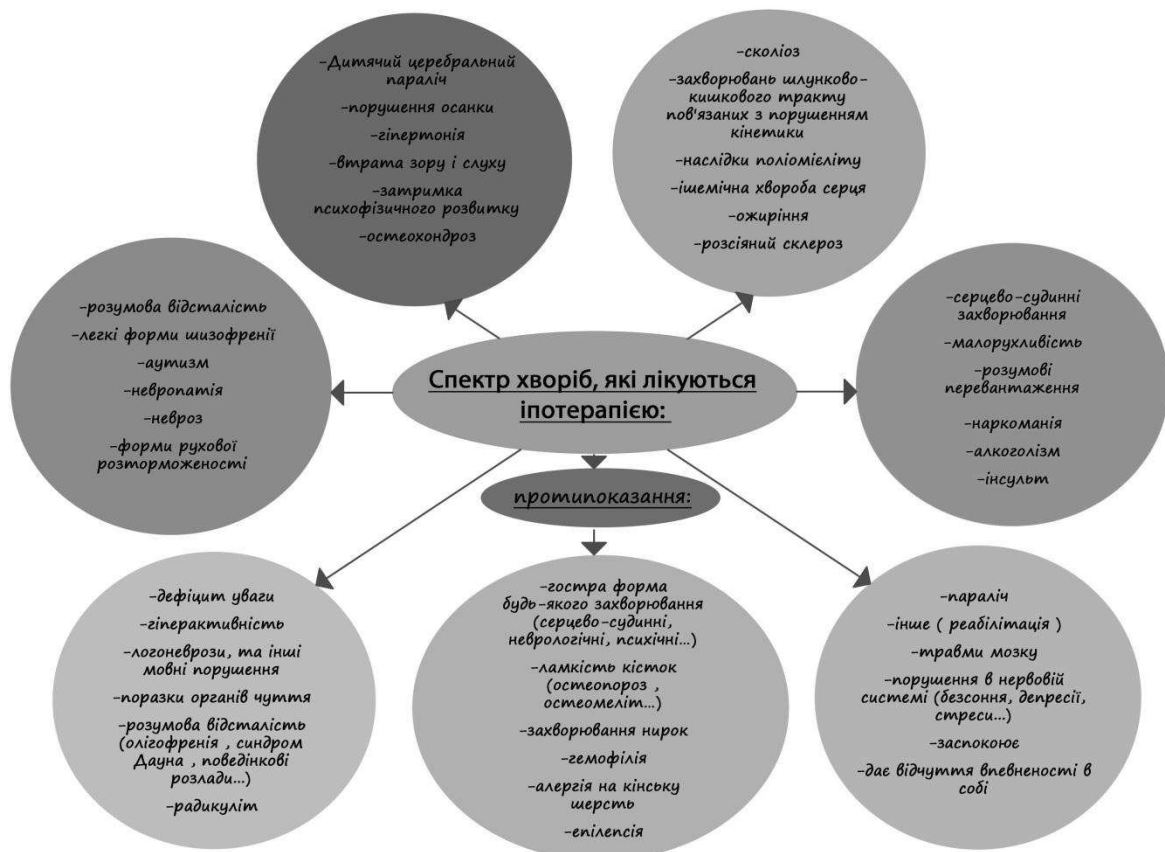 -Дитячий церебральний
параліч
-порушення осанки
-гіпертонія
-втрата зору і слуху
-затримка
психофізичного розвитку
-остеохондроз
-сколіоз
-захворювань шлунково-
кишкового тракту
пов'язаних з порушенням
кінетики
-наслідки поліомієліту
-ішемічна хвороба серця
-ожиріння
-розсіяний склероз
-розумова відсталість
-легкі форми шизофренії
-аутизм
-невропатія
-невроз
-форми рухової
розторможеності
Спектр хворіб, які лікуються
іпотерапією:
-серцево-судинні
захворювання
-малорухливість
-розумові
перевантаження
-наркоманія
-алкоголізм
-інсульт
протипоказання:
-дефіцит уваги
-гіперактивність
-логоневрози, та інші
мовні порушення
-поразки органів чуття
-розумова відсталість
(олігофренія , синдром
Дауна , поведінкові
розлади...)
-радикуліт
-гостра форма
будь-якого захворювання
(серцево-судинні,
неврологічні, психічні...)
-ламкість кісток
(остеопороз ,
остеомеліт...)
-захворювання нирок
-гемофілія
-алергія на кінську
шерсть
-епілепсія
-параліч
-інше ( реабілітація )
-травми мозку
-порушення в нервовій
системі (безсоння, депресії,
стреси...)
-заспокоює
-дає відчуття впевненості в
собі